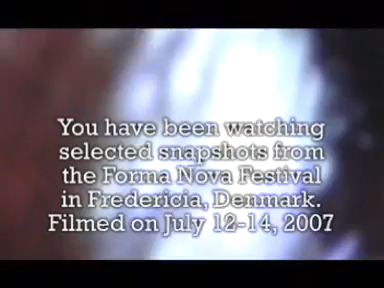 You have been watching
selected snapshots from
the Forma Nova Festival
in Fredericia, Denmark.
Filmed on July 12-14, 2007